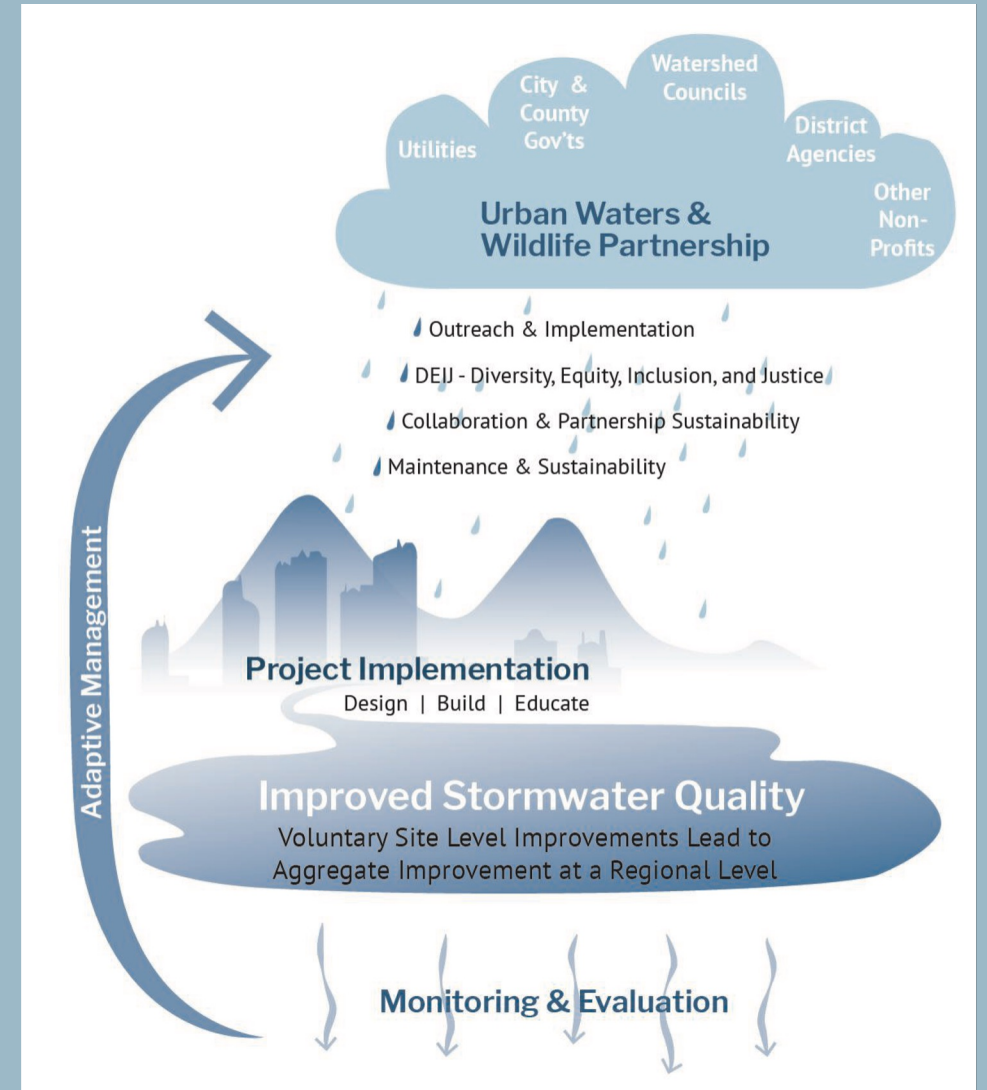 Utilities
City &
County
Gov'ts
Watershed
Councils
District
Agencies
Other
Non-
Profits
Urban Waters &
Wildlife Partnership
Outreach & Implementation
DEIJ - Diversity, Equity, Inclusion, and Justice
Collaboration & Partnership Sustainability
Maintenance & Sustainability
Adaptive Management
Project Implementation
Design | Build | Educate
Improved Stormwater Quality
Voluntary Site Level Improvements Lead to
Aggregate Improvement at a Regional Level
Monitoring & Evaluation